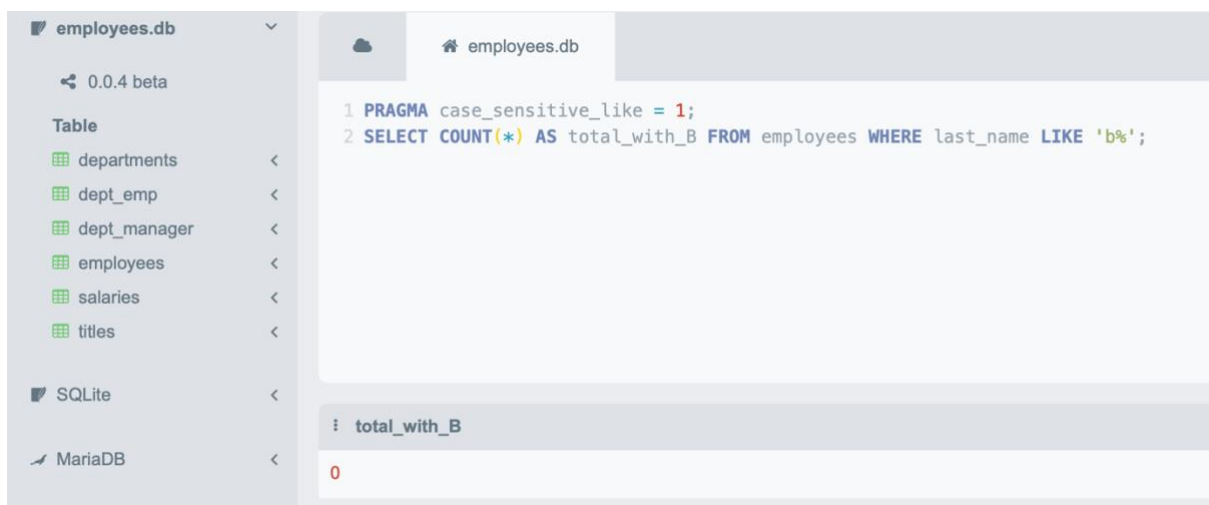 employees.db
0.0.4 beta
Table
departments
dept_emp
dept_manager
employees
salaries
titles
SQLite
MariaDB
employees.db
1 PRAGMA case_sensitive_like = 1;
2 SELECT COUNT(*) AS total_with_B FROM employees WHERE last_name LIKE 'b%';
total_with_B
0